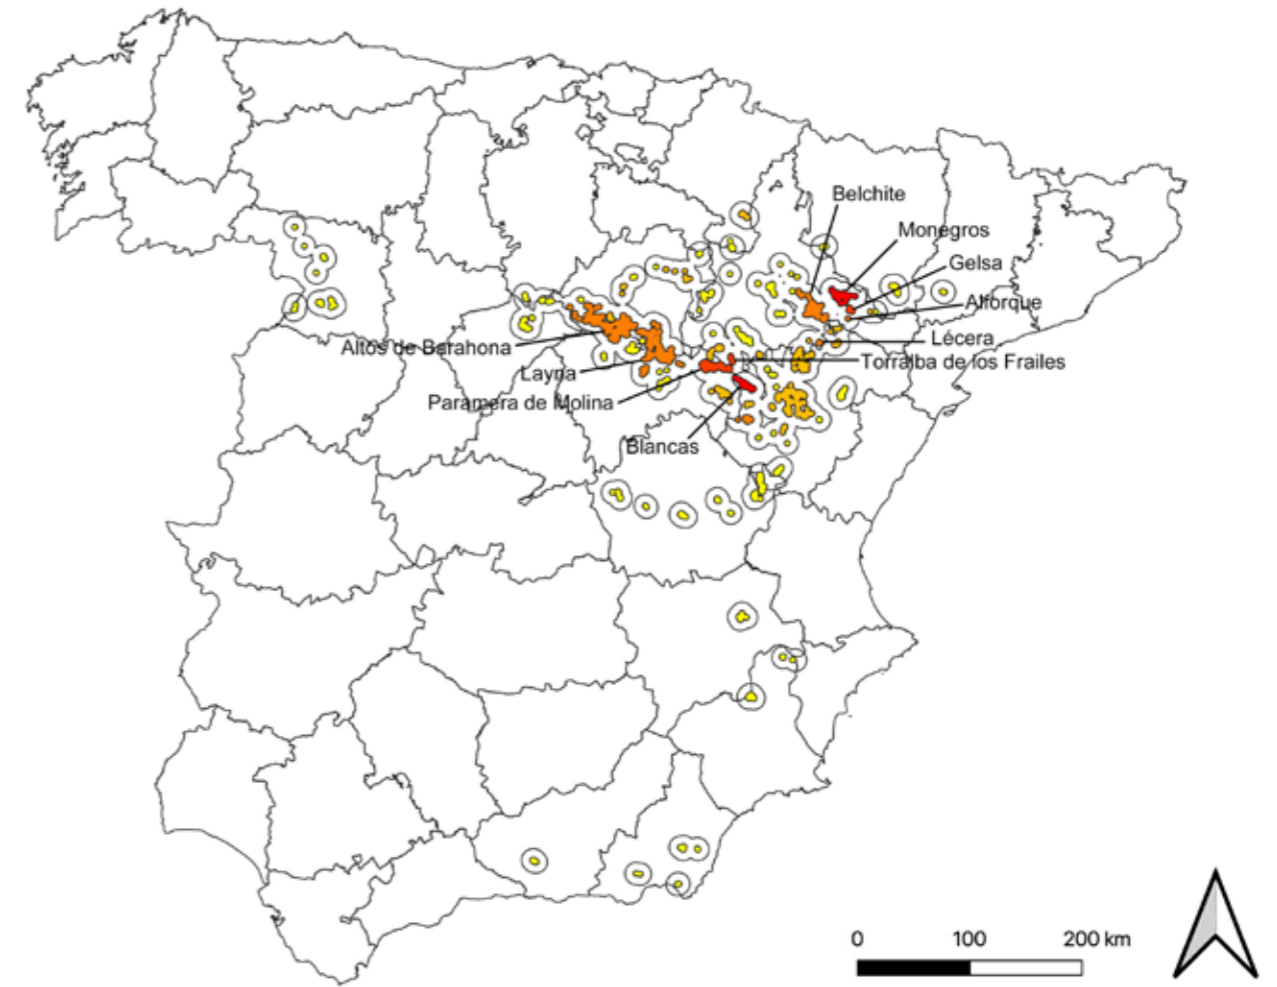 Belchite
Monegros
Gelsa
Alforque
Lécera
Altos de Barahona
Torralba de los Frailes
Layna
Paramera de Molina
Blancas
0 100 200 km